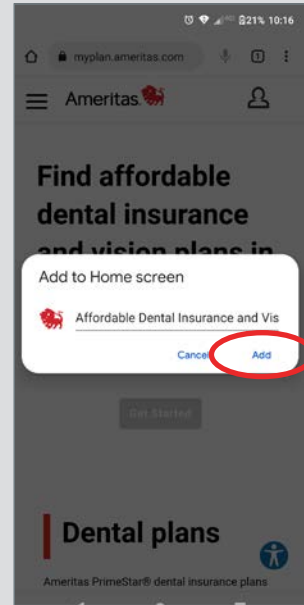 21% 10:16
myplan.ameritas.com
1
Ameritas
Find affordable
dental insurance
and vision plans in
Add to Home screen
Affordable Dental Insurance and Vis
Cancel Add
Get Started
Dental plans
Ameritas PrimeStar® dental insurance plans